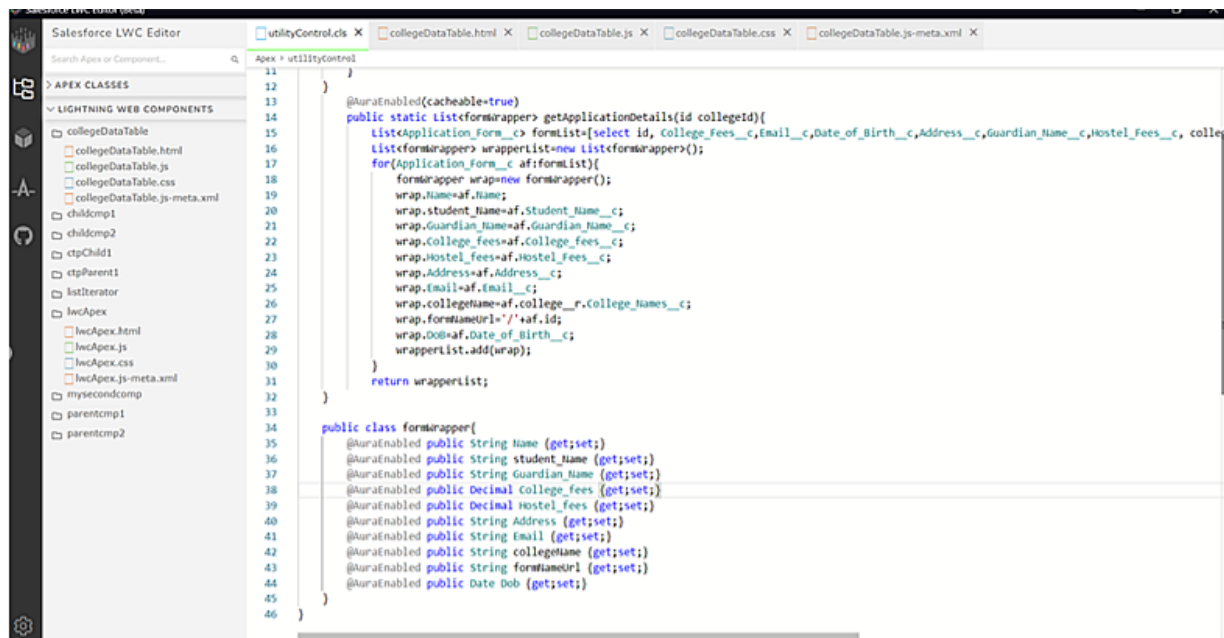 Salesforce LWC Editor (Beta)
Salesforce LWC Editor
Search Apex or Component...
APEX CLASSES
LIGHTNING WEB COMPONENTS
collegeDataTable
collegeDataTable.html
collegeDataTable.js
collegeDataTable.css
collegeDataTable.js-meta.xml
childcmp1
childcmp2
ctpChild1
ctpParent1
listIterator
lwcApex
lwcApex.html
lwcApex.js
lwcApex.css
lwcApex.js-meta.xml
mysecondcomp
parentcmp1
parentcmp2
utilityControl.cls X collegeDataTable.html X collegeDataTable.js X collegeDataTable.css X collegeDataTable.js-meta.xml X
Apex > utilityControl
11 }
12 }
13 @AuraEnabled(cacheable=true)
14 public static List<formWrapper> getApplicationDetails(id collegeId){
15 List<Application_Form__c> formList=[select id, College_Fees__c,Email__c,Date_of_Birth__c,Address__c,Guardian_Name__c,Hostel_Fees__c, colleg
16 List<formWrapper> wrapperList=new List<formWrapper>();
17 for(Application_Form__c af:formList){
18 formWrapper wrap=new formWrapper();
19 wrap.Name=af.Name;
20 wrap.student_Name=af.Student_Name__c;
21 wrap.Guardian_Name=af.Guardian_Name__c;
22 wrap.College_fees=af.College_fees__c;
23 wrap.Hostel_fees=af.Hostel_Fees__c;
24 wrap.Address=af.Address__c;
25 wrap.Email=af.Email__c;
26 wrap.collegeName=af.college__r.College_Names__c;
27 wrap.formNameUrl='/'+af.id;
28 wrap.DoB=af.Date_of_Birth__c;
29 wrapperList.add(wrap);
30 }
31 return wrapperList;
32 }
33
34 public class formWrapper{
35 @AuraEnabled public String Name {get;set;}
36 @AuraEnabled public String student_Name {get;set;}
37 @AuraEnabled public String Guardian_Name {get;set;}
38 @AuraEnabled public Decimal College_fees {get;set;}
39 @AuraEnabled public Decimal Hostel_fees {get;set;}
40 @AuraEnabled public String Address {get;set;}
41 @AuraEnabled public String Email {get;set;}
42 @AuraEnabled public String collegeName {get;set;}
43 @AuraEnabled public String formNameUrl {get;set;}
44 @AuraEnabled public Date Dob {get;set;}
45 }
46 }